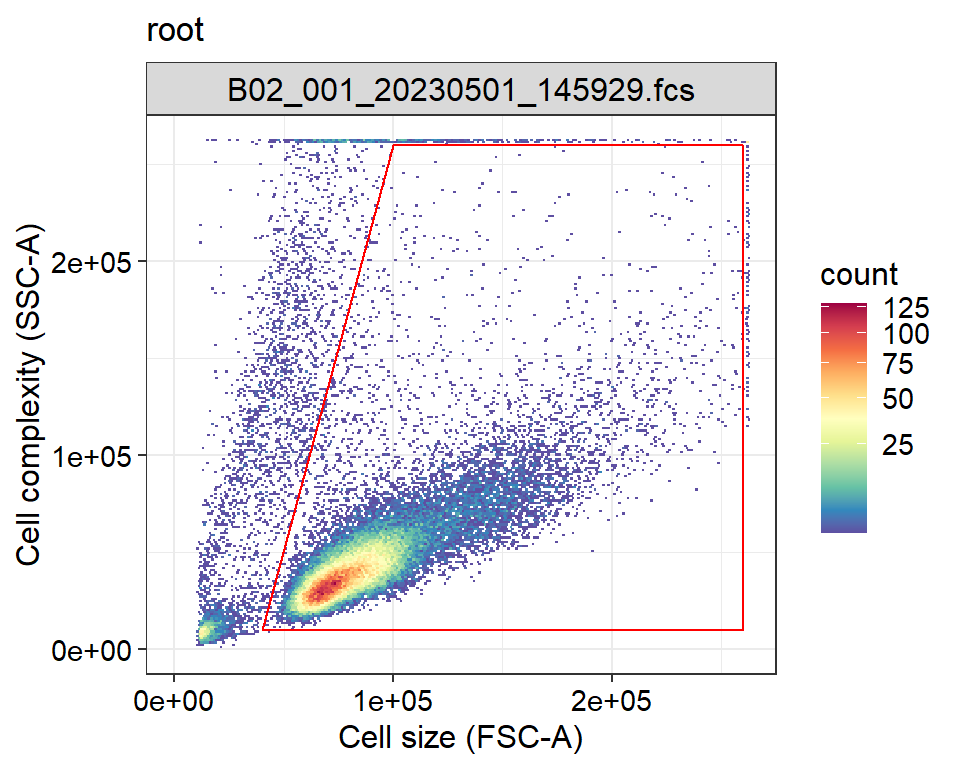 root
B02_001_20230501_145929.fcs
Cell complexity (SSC-A)
2e+05
1e+05
0e+00
0e+00 1e+05 2e+05
Cell size (FSC-A)
count
125
100
75
50
25